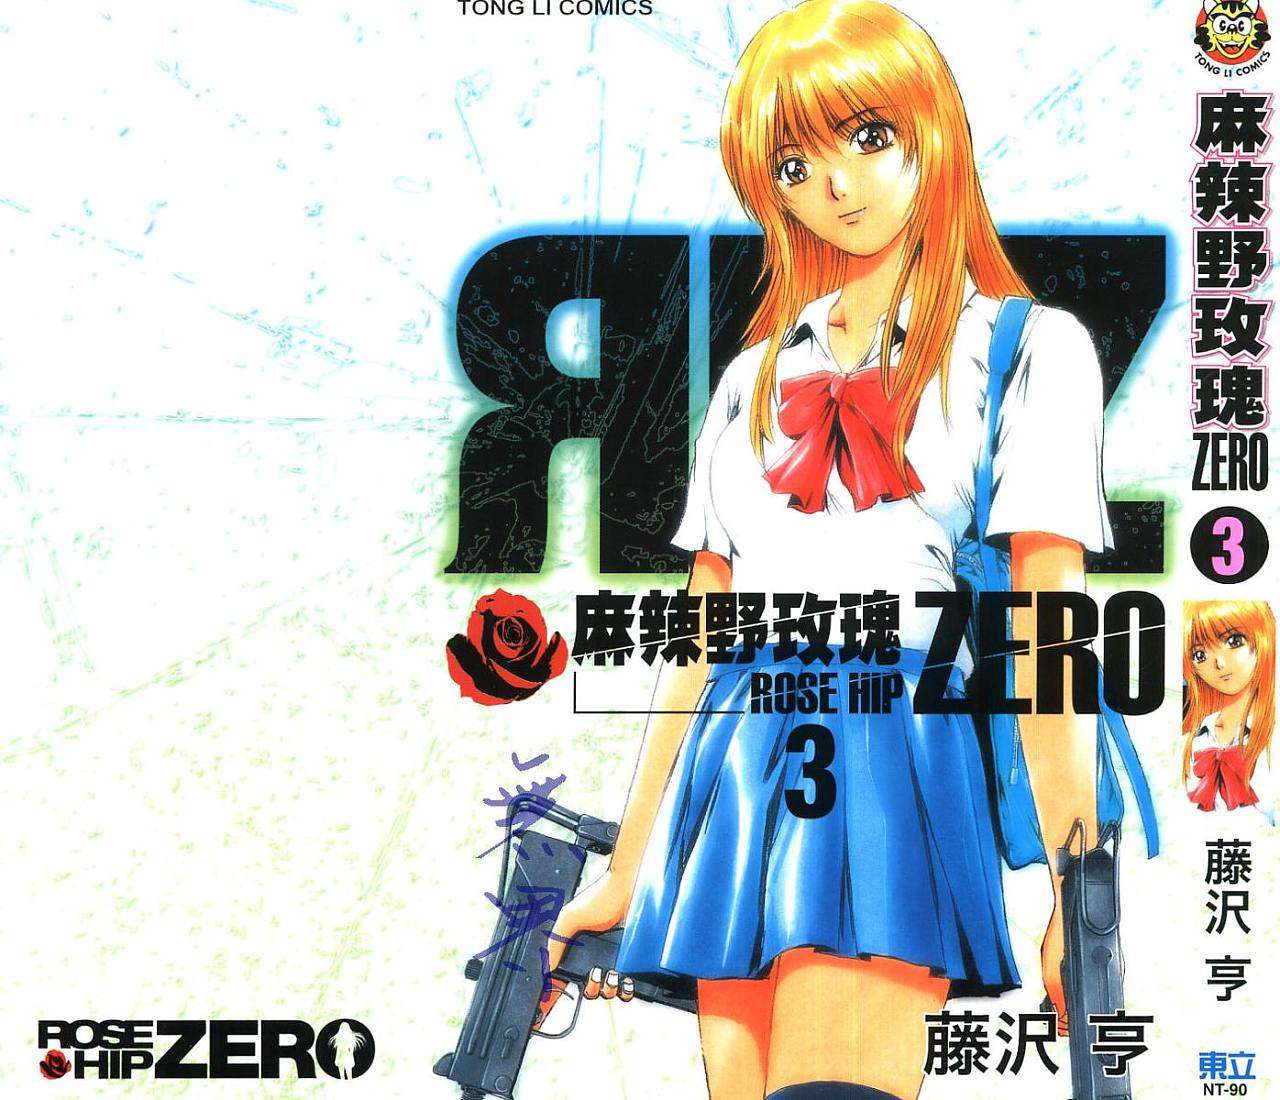 TONG LI COMICS
RHZ
麻辣野玫瑰 ZERO
ROSE HIP
3
藤沢 亨
ROSE HIP ZERO
TONG LI COMICS
麻辣野玫瑰
ZERO
3
藤沢 亨
東立
NT-90